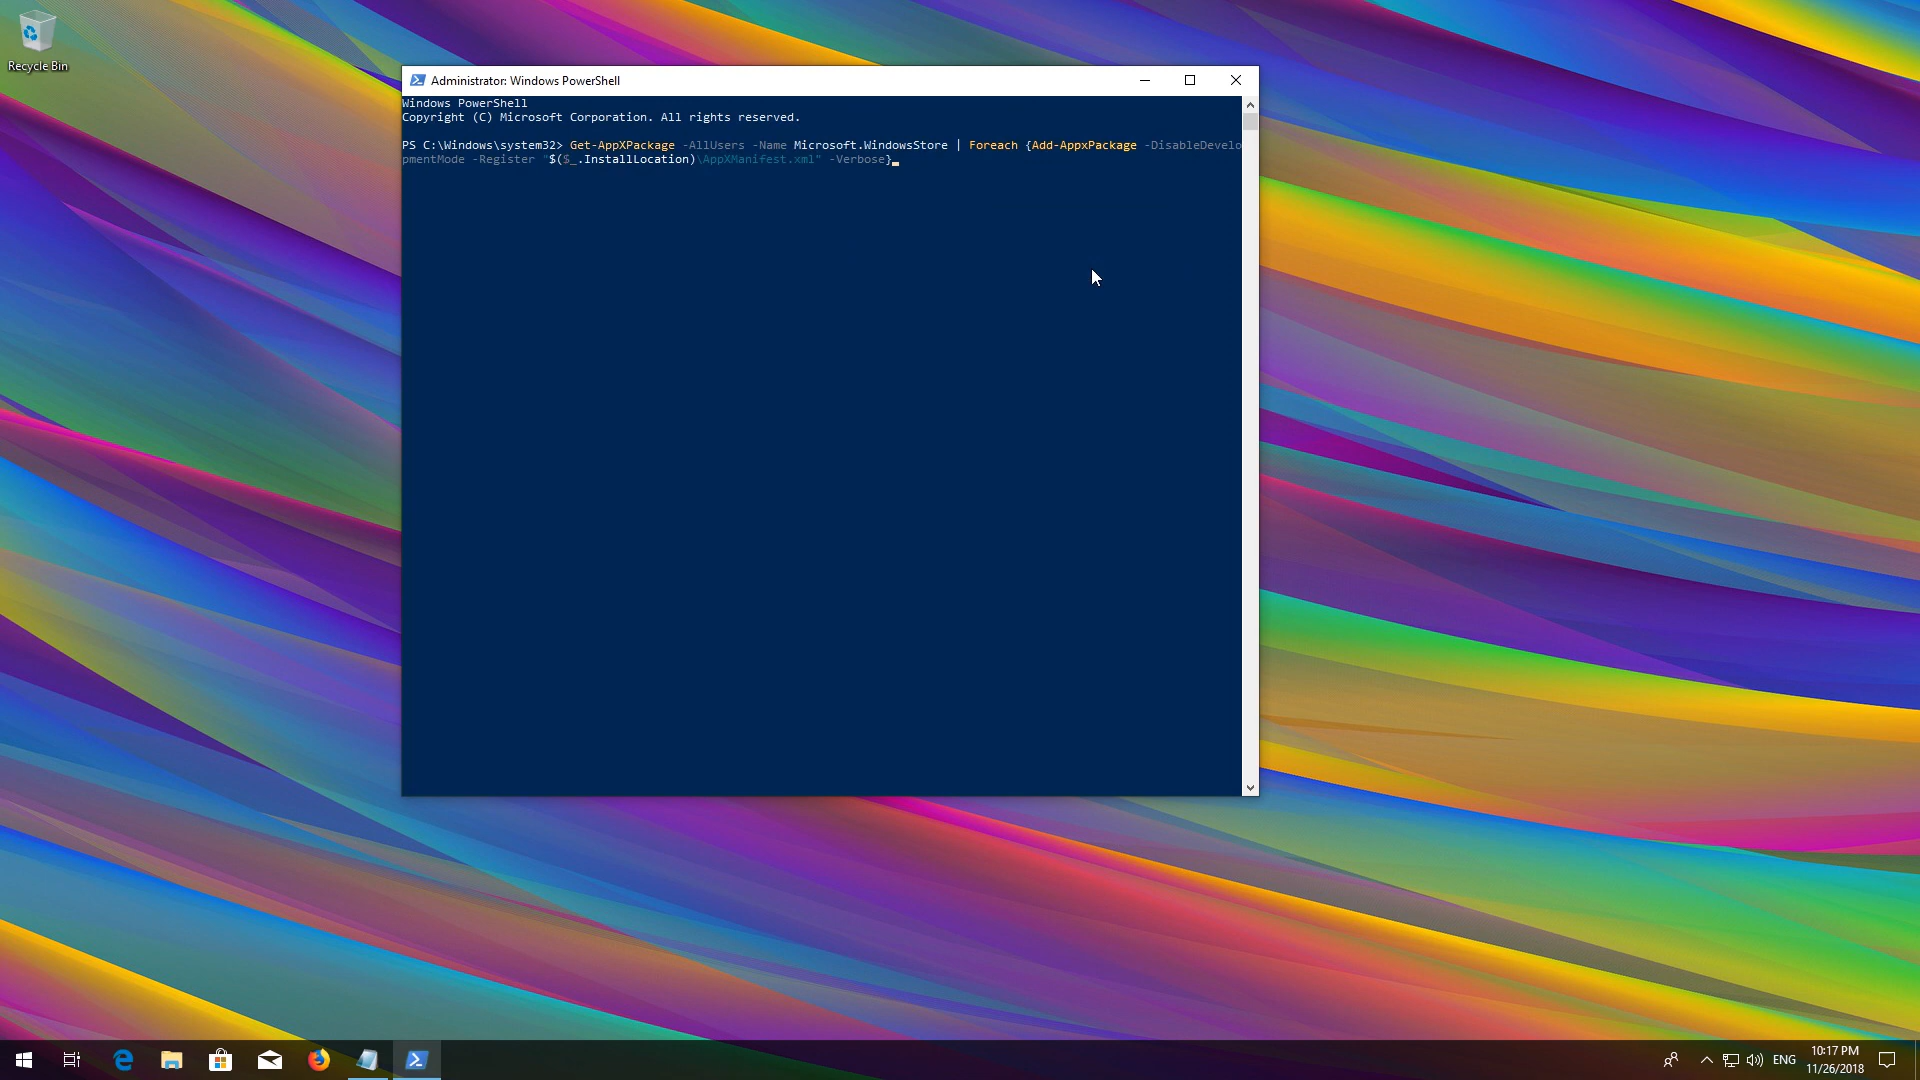 Recycle Bin
Administrator: Windows PowerShell
Windows PowerShell
Copyright (C) Microsoft Corporation. All rights reserved.
PS C:\Windows\system32> Get-AppXPackage -AllUsers -Name Microsoft.WindowsStore | Foreach {Add-AppxPackage -DisableDevelo
pmentMode -Register "$($_.InstallLocation)\AppXManifest.xml" -Verbose}
ENG
10:17 PM
11/26/2018